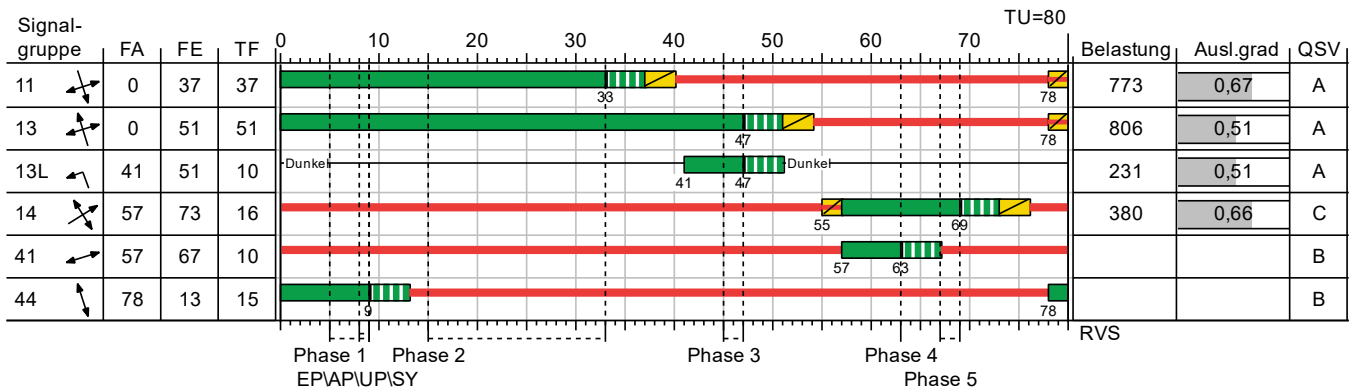 TU=80
Signal-
gruppe FA FE TF 0 10 20 30 40 50 60 70 Belastung Ausl.grad QSV
11 0 37 37 773 0,67 A
33 78
13 0 51 51 806 0,51 A
47 78
13L 41 51 10 Dunkel Dunkel 231 0,51 A
41 47
14 57 73 16 380 0,66 C
55 69
41 57 67 10 B
57 63
44 78 13 15 B
9 78
RVS
Phase 1 Phase 2 Phase 3 Phase 4
EP\AP\UP\SY Phase 5